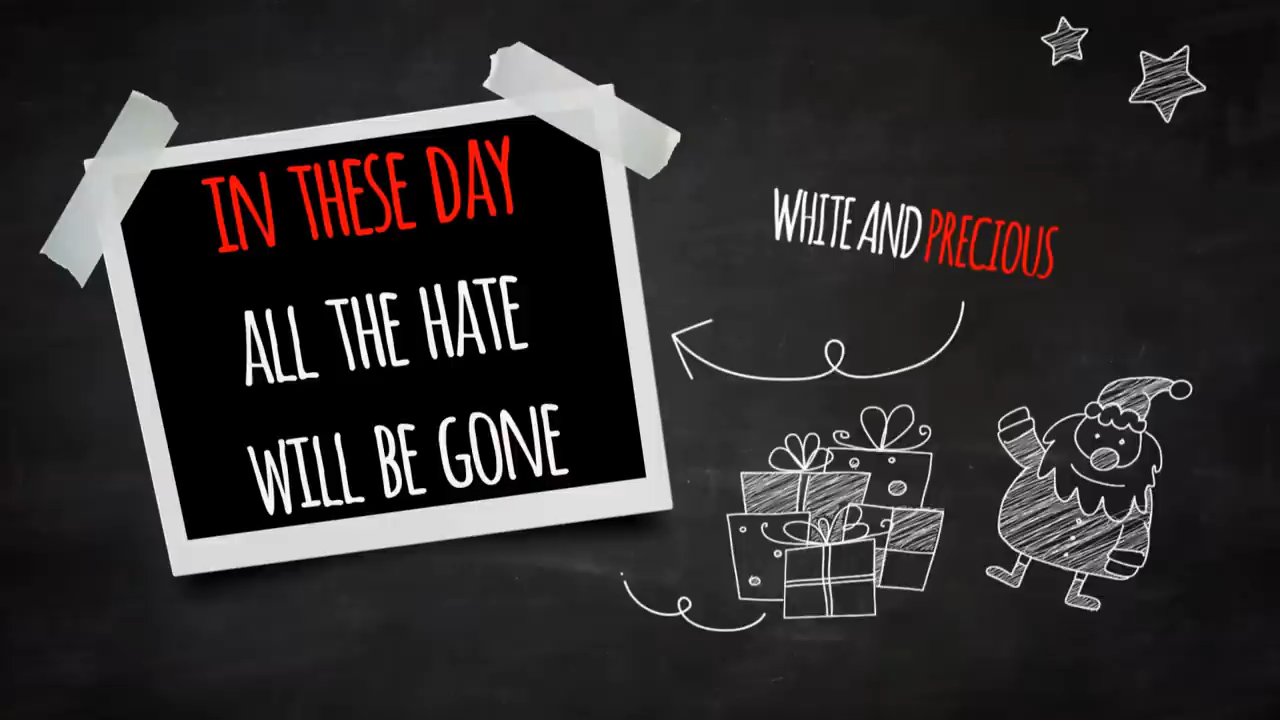 IN THESE DAY
ALL THE HATE
WILL BE GONE
WHITE AND PRECIOUS